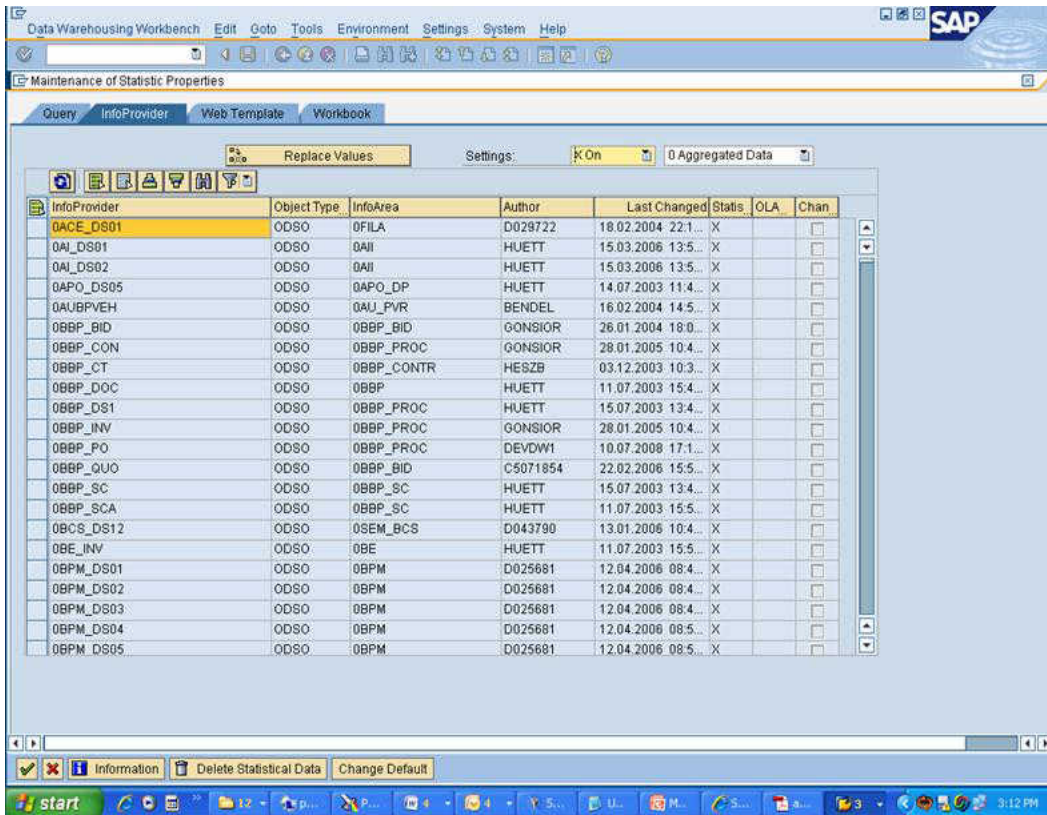 Data Warehousing Workbench Edit Goto Tools Environment Settings System Help
SAP
Maintenance of Statistic Properties
Query InfoProvider Web Template Workbook
Replace Values Settings: X On 0 Aggregated Data
InfoProvider Object Type InfoArea Author Last Changed Statis... OLA... Chan...
0ACE_DS01 ODSO 0FILA D029722 18.02.2004 22:1... X
0AI_DS01 ODSO 0AII HUETT 15.03.2006 13:5... X
0AI_DS02 ODSO 0AII HUETT 15.03.2006 13:5... X
0APO_DS05 ODSO 0APO_DP HUETT 14.07.2003 11:4... X
0AUBPVEH ODSO 0AU_PVR BENDEL 16.02.2004 14:5... X
0BBP_BID ODSO 0BBP_BID GONSIOR 26.01.2004 18:0... X
0BBP_CON ODSO 0BBP_PROC GONSIOR 28.01.2005 10:4... X
0BBP_CT ODSO 0BBP_CONTR HESZB 03.12.2003 10:3... X
0BBP_DOC ODSO 0BBP HUETT 11.07.2003 15:4... X
0BBP_DS1 ODSO 0BBP_PROC HUETT 15.07.2003 13:4... X
0BBP_INV ODSO 0BBP_PROC GONSIOR 28.01.2005 10:4... X
0BBP_PO ODSO 0BBP_PROC DEVDW1 10.07.2008 17:1... X
0BBP_QUO ODSO 0BBP_BID C5071854 22.02.2006 15:5... X
0BBP_SC ODSO 0BBP_SC HUETT 15.07.2003 13:4... X
0BBP_SCA ODSO 0BBP_SC HUETT 11.07.2003 15:5... X
0BCS_DS12 ODSO 0SEM_BCS D043790 13.01.2006 10:4... X
0BE_INV ODSO 0BE HUETT 11.07.2003 15:5... X
0BPM_DS01 ODSO 0BPM D025681 12.04.2006 08:4... X
0BPM_DS02 ODSO 0BPM D025681 12.04.2006 08:4... X
0BPM_DS03 ODSO 0BPM D025681 12.04.2006 08:4... X
0BPM_DS04 ODSO 0BPM D025681 12.04.2006 08:5... X
0BPM_DS05 ODSO 0BPM D025681 12.04.2006 08:5... X
Information Delete Statistical Data Change Default
start 12 P... 4 4 S... U... M... S... a... 3 3:12 PM